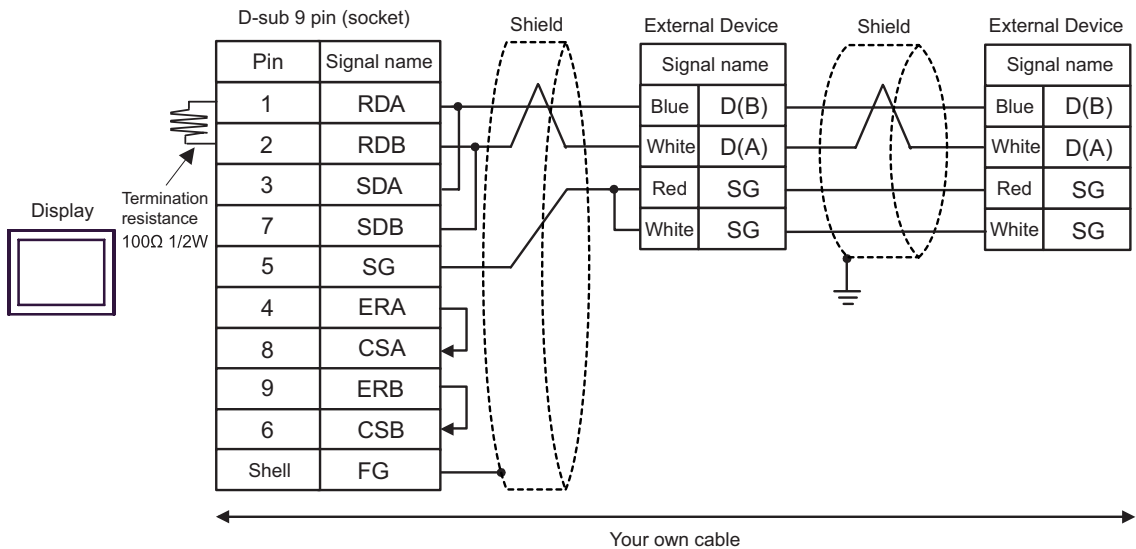 D-sub 9 pin (socket)
Shield
External Device
Shield
External Device
Pin Signal name
1 RDA
2 RDB
3 SDA
7 SDB
5 SG
4 ERA
8 CSA
9 ERB
6 CSB
Shell FG
Signal name
Blue D(B)
White D(A)
Red SG
White SG
Signal name
Blue D(B)
White D(A)
Red SG
White SG
Display
Termination
resistance
100Ω 1/2W
Your own cable